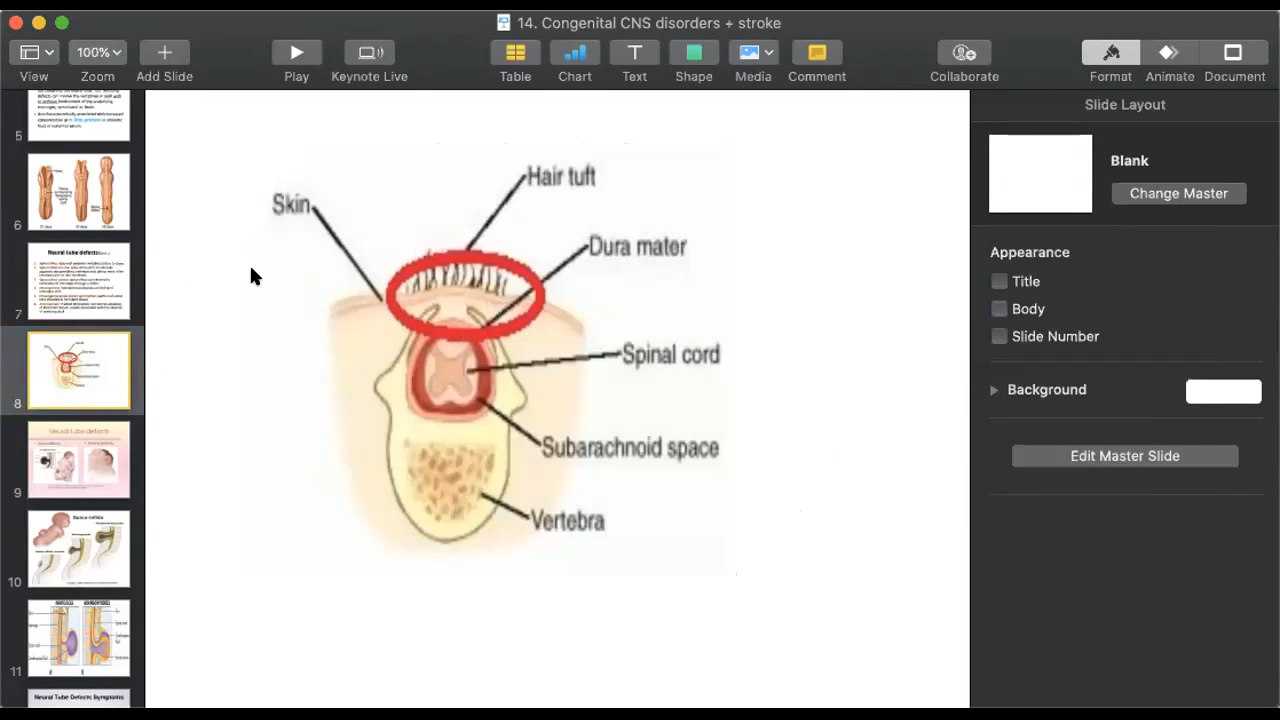 14. Congenital CNS disorders + stroke
100%
View
Zoom
Add Slide
Play
Keynote Live
Table
Chart
Text
Shape
Media
Comment
Collaborate
Format
Animate
Document
5
6
Neural tube defects
7
8
Neural tube defects
9
10
11
Neural Tube Defects Symptoms
Hair tuft
Skin
Dura mater
Spinal cord
Subarachnoid space
Vertebra
Slide Layout
Blank
Change Master
Appearance
Title
Body
Slide Number
Background
Edit Master Slide